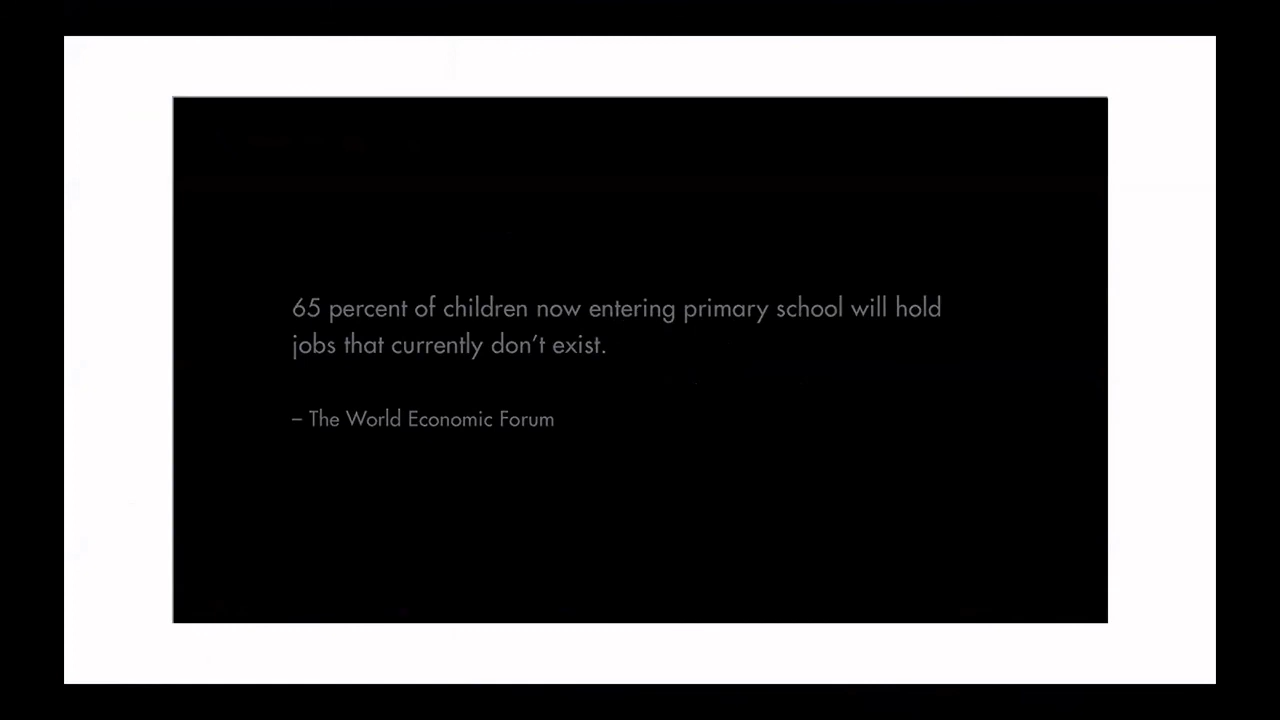 65 percent of children now entering primary school will hold
jobs that currently don’t exist.
– The World Economic Forum